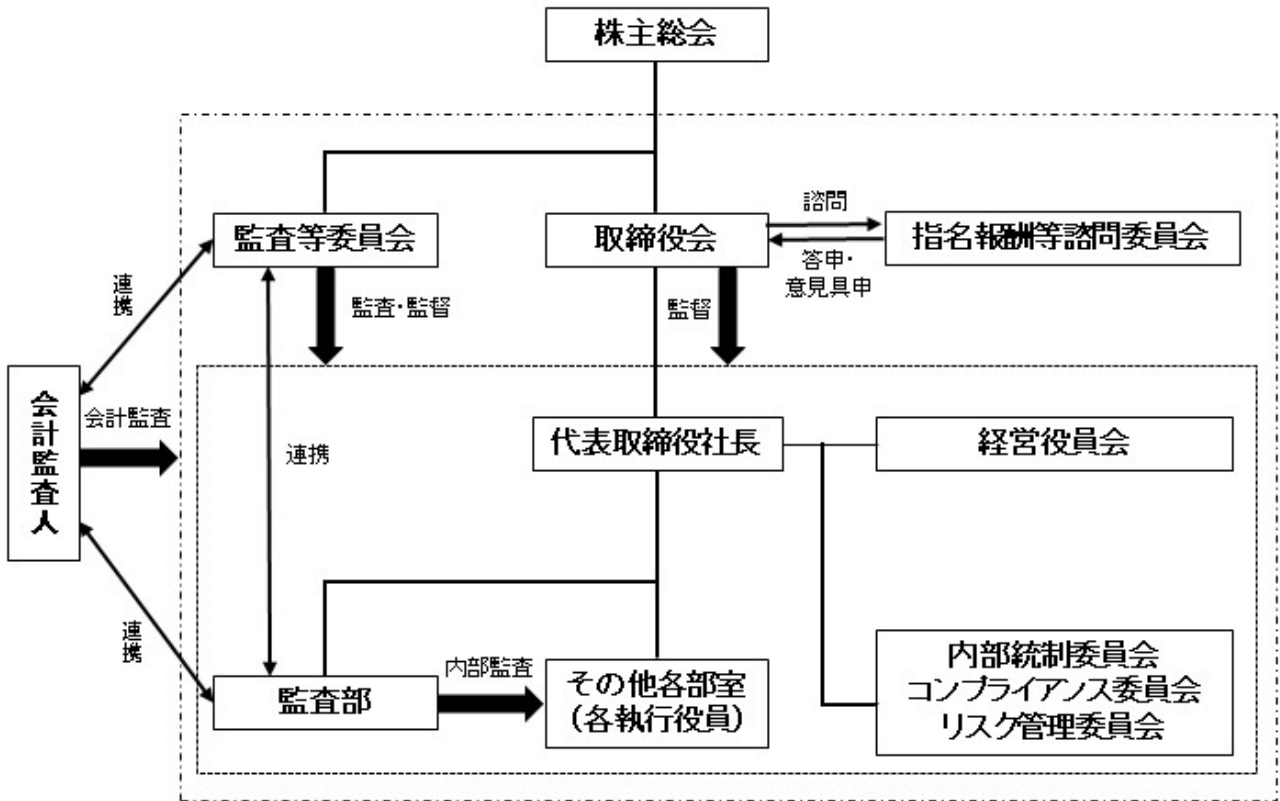 株主総会
諮問
監査等委員会
取締役会
指名報酬等諮問委員会
答申・
意見具申
連携
監査・監督
監督
会計監査人
会計監査
代表取締役社長
経営役員会
連携
連携
内部監査
監査部
その他各部室
（各執行役員）
内部統制委員会
コンプライアンス委員会
リスク管理委員会